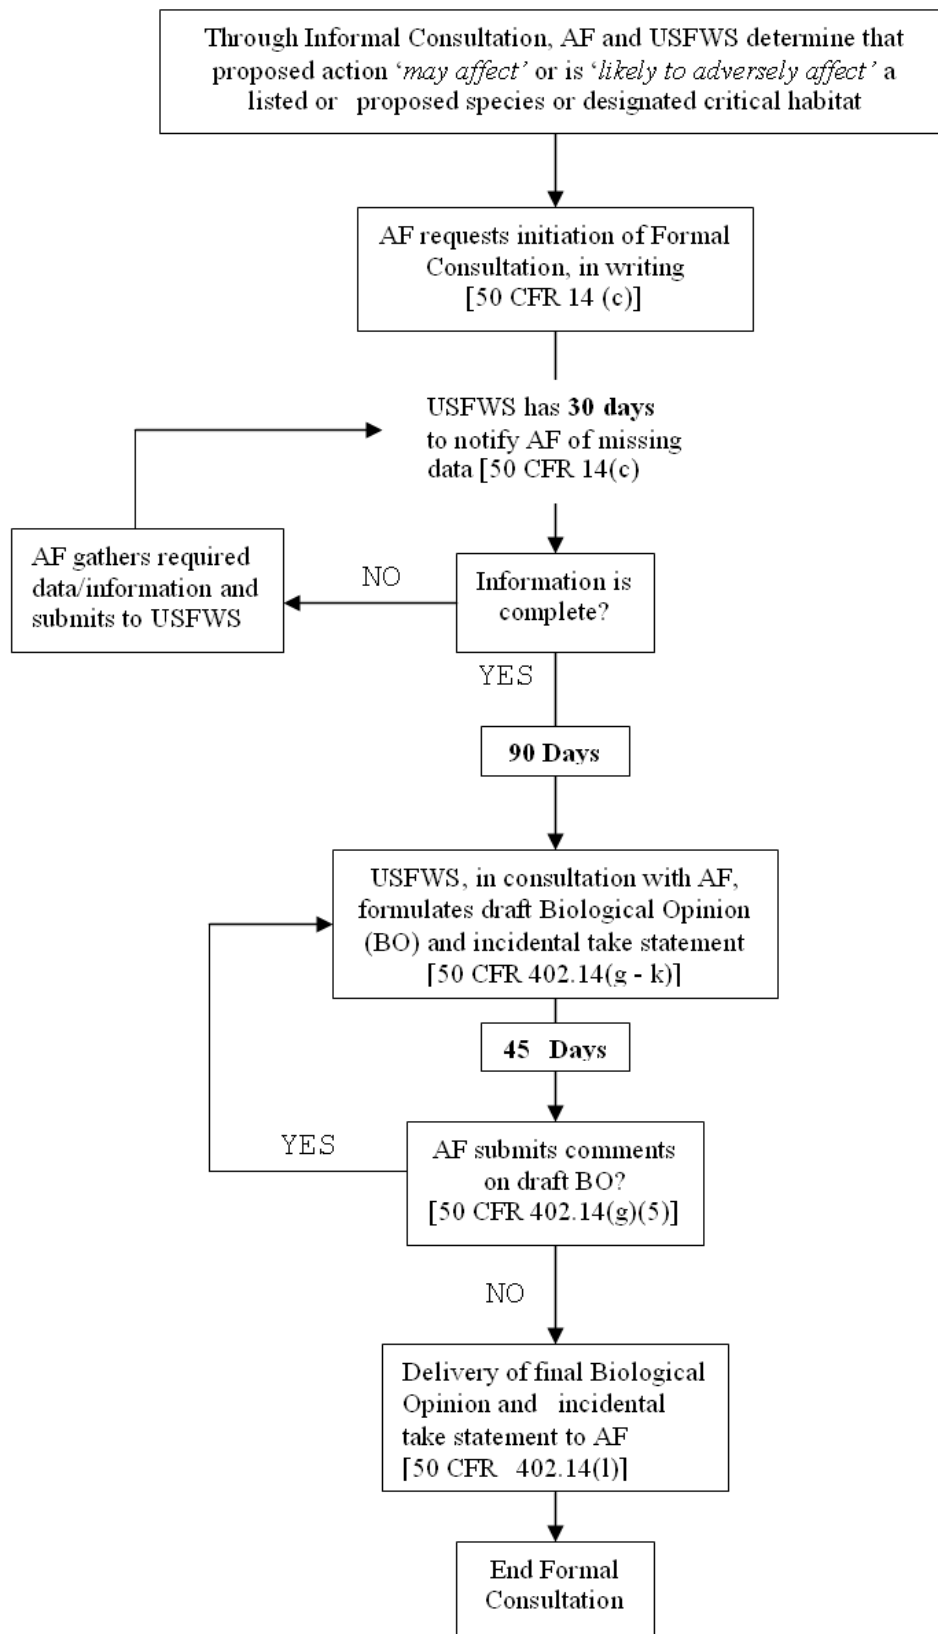 Through Informal Consultation, AF and USFWS determine that
proposed action ‘may affect’ or is ‘likely to adversely affect’ a
listed or proposed species or designated critical habitat
AF requests initiation of Formal
Consultation, in writing
[50 CFR 14 (c)]
USFWS has 30 days
to notify AF of missing
data [50 CFR 14(c)
AF gathers required
data/information and
submits to USFWS
NO
Information is
complete?
YES
90 Days
USFWS, in consultation with AF,
formulates draft Biological Opinion
(BO) and incidental take statement
[50 CFR 402.14(g - k)]
45 Days
YES
AF submits comments
on draft BO?
[50 CFR 402.14(g)(5)]
NO
Delivery of final Biological
Opinion and incidental
take statement to AF
[50 CFR 402.14(l)]
End Formal
Consultation